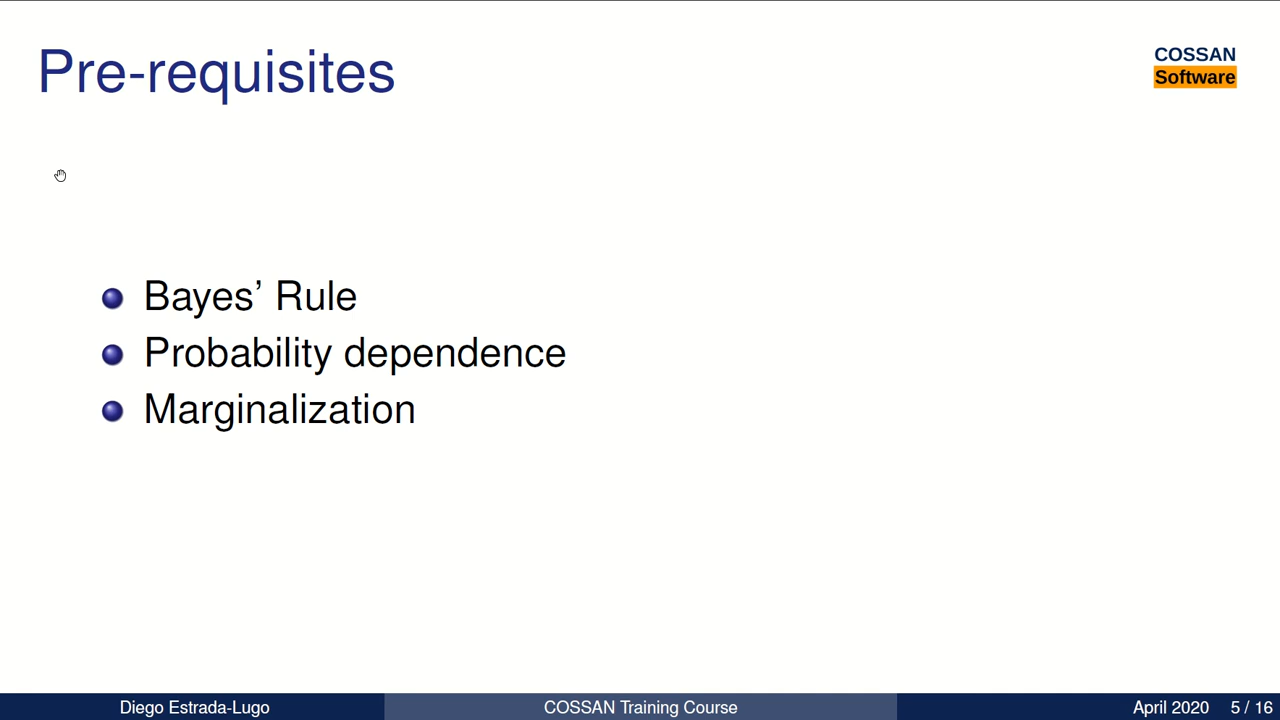 Pre-requisites
COSSAN
Software
Bayes’ Rule
Probability dependence
Marginalization
Diego Estrada-Lugo
COSSAN Training Course
April 2020 5 / 16